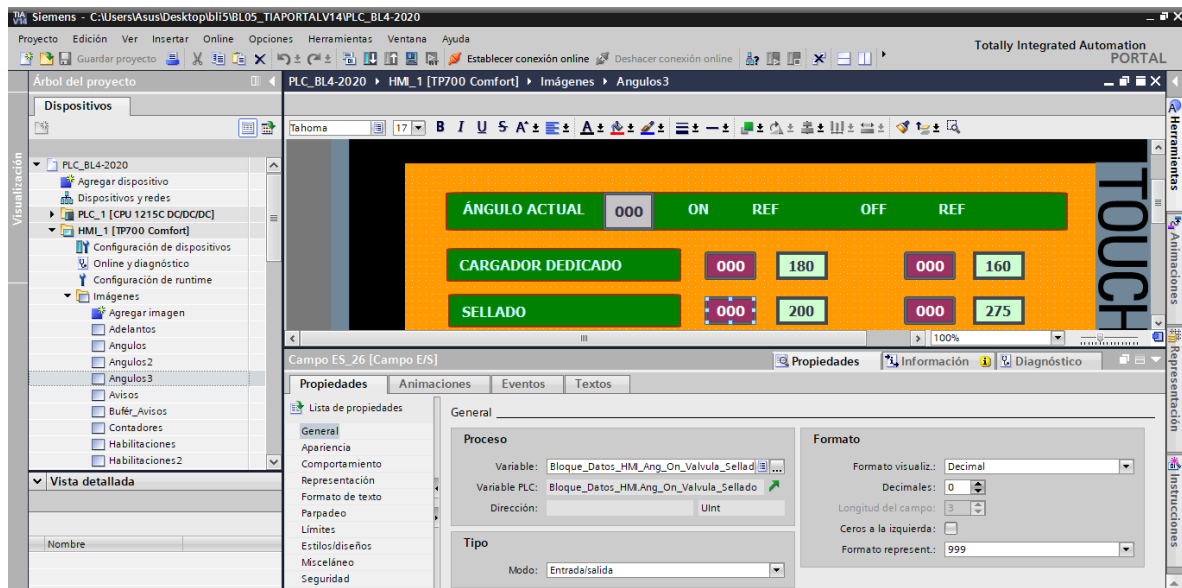 Siemens - C:\Users\Asus\Desktop\bli5\BL05_TIAPORTALV14\PLC_BL4-2020
Proyecto Edición Ver Insertar Online Opciones Herramientas Ventana Ayuda
Guardar proyecto Establecer conexión online Deshacer conexión online
Totally Integrated Automation
PORTAL
Árbol del proyecto
PLC_BL4-2020 HMI_1 [TP700 Comfort] Imágenes Angulos3
Dispositivos
Visualización
PLC_BL4-2020
Agregar dispositivo
Dispositivos y redes
PLC_1 [CPU 1215C DC/DC/DC]
HMI_1 [TP700 Comfort]
Configuración de dispositivos
Online y diagnóstico
Configuración de runtime
Imágenes
Agregar imagen
Adelantos
Angulos
Angulos2
Angulos3
Avisos
Bufér_Avisos
Contadores
Habilitaciones
Habilitaciones2
Vista detallada
Nombre
Tahoma 17 B I U S A A
ÁNGULO ACTUAL 000 ON REF OFF REF
CARGADOR DEDICADO 000 180 000 160
SELLADO 000 200 000 275
TOUCH
100%
Campo ES_26 [Campo E/S]
Propiedades Información Diagnóstico
Propiedades Animaciones Eventos Textos
Lista de propiedades
General
Apariencia
Comportamiento
Representación
Formato de texto
Parpadeo
Límites
Estilos/diseños
Misceláneo
Seguridad
General
Proceso
Variable: Bloque_Datos_HMI_Ang_On_Valvula_Sellad ...
Variable PLC: Bloque_Datos_HMI.Ang_On_Valvula_Sellado
Dirección: UInt
Tipo
Modo: Entrada/salida
Formato
Formato visualiz.: Decimal
Decimales: 0
Longitud del campo: 3
Ceros a la izquierda:
Formato represent.: 999
Herramientas
Animaciones
Representación
Instrucciones